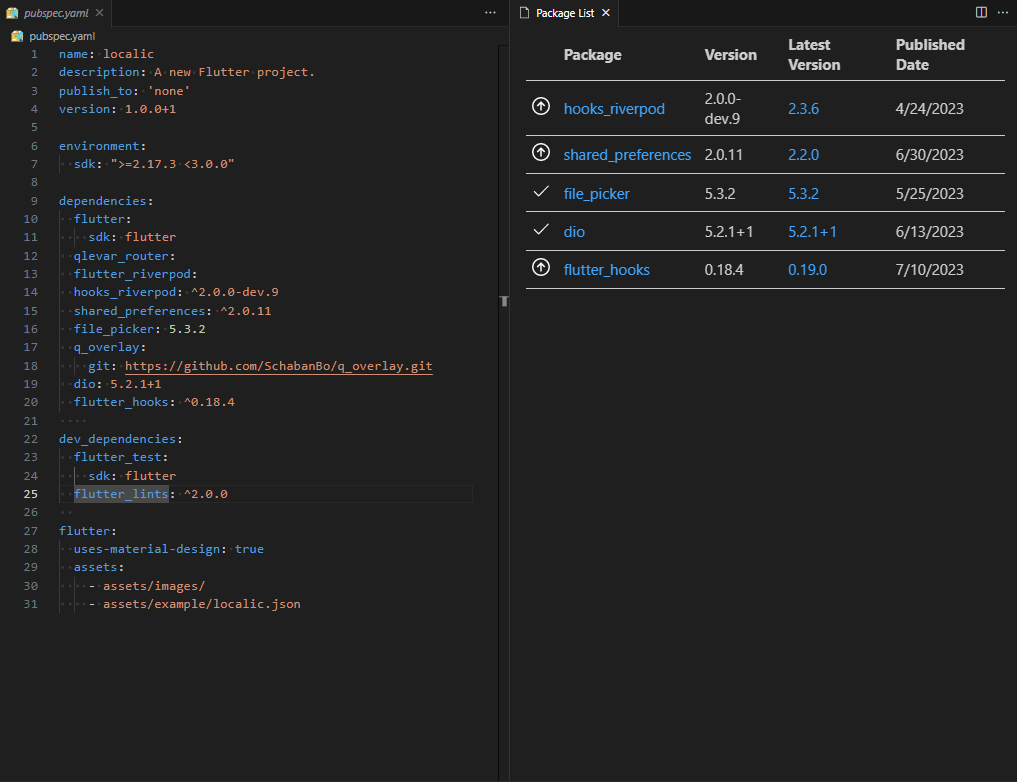 pubspec.yaml
pubspec.yaml
1 name: localic
2 description: A new Flutter project.
3 publish_to: 'none'
4 version: 1.0.0+1
5
6 environment:
7 sdk: ">=2.17.3 <3.0.0"
8
9 dependencies:
10 flutter:
11 sdk: flutter
12 qlevar_router:
13 flutter_riverpod:
14 hooks_riverpod: ^2.0.0-dev.9
15 shared_preferences: ^2.0.11
16 file_picker: 5.3.2
17 q_overlay:
18 git: https://github.com/SchabanBo/q_overlay.git
19 dio: 5.2.1+1
20 flutter_hooks: ^0.18.4
21
22 dev_dependencies:
23 flutter_test:
24 sdk: flutter
25 flutter_lints: ^2.0.0
26
27 flutter:
28 uses-material-design: true
29 assets:
30 - assets/images/
31 - assets/example/localic.json
Package List
Package Version Latest Version Published Date
hooks_riverpod 2.0.0-dev.9 2.3.6 4/24/2023
shared_preferences 2.0.11 2.2.0 6/30/2023
file_picker 5.3.2 5.3.2 5/25/2023
dio 5.2.1+1 5.2.1+1 6/13/2023
flutter_hooks 0.18.4 0.19.0 7/10/2023